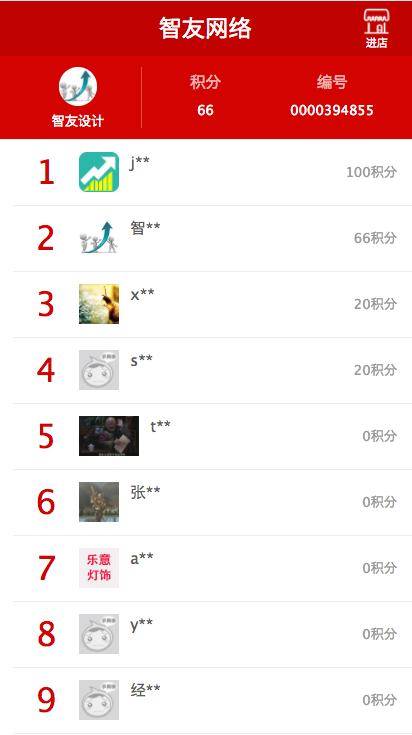 智友网络
进店
智友设计
积分
66
编号
0000394855
1
j**
100积分
2
智**
66积分
3
x**
20积分
4
s**
20积分
5
t**
0积分
6
张**
0积分
7
乐意
灯饰
a**
0积分
8
y**
0积分
9
经**
0积分